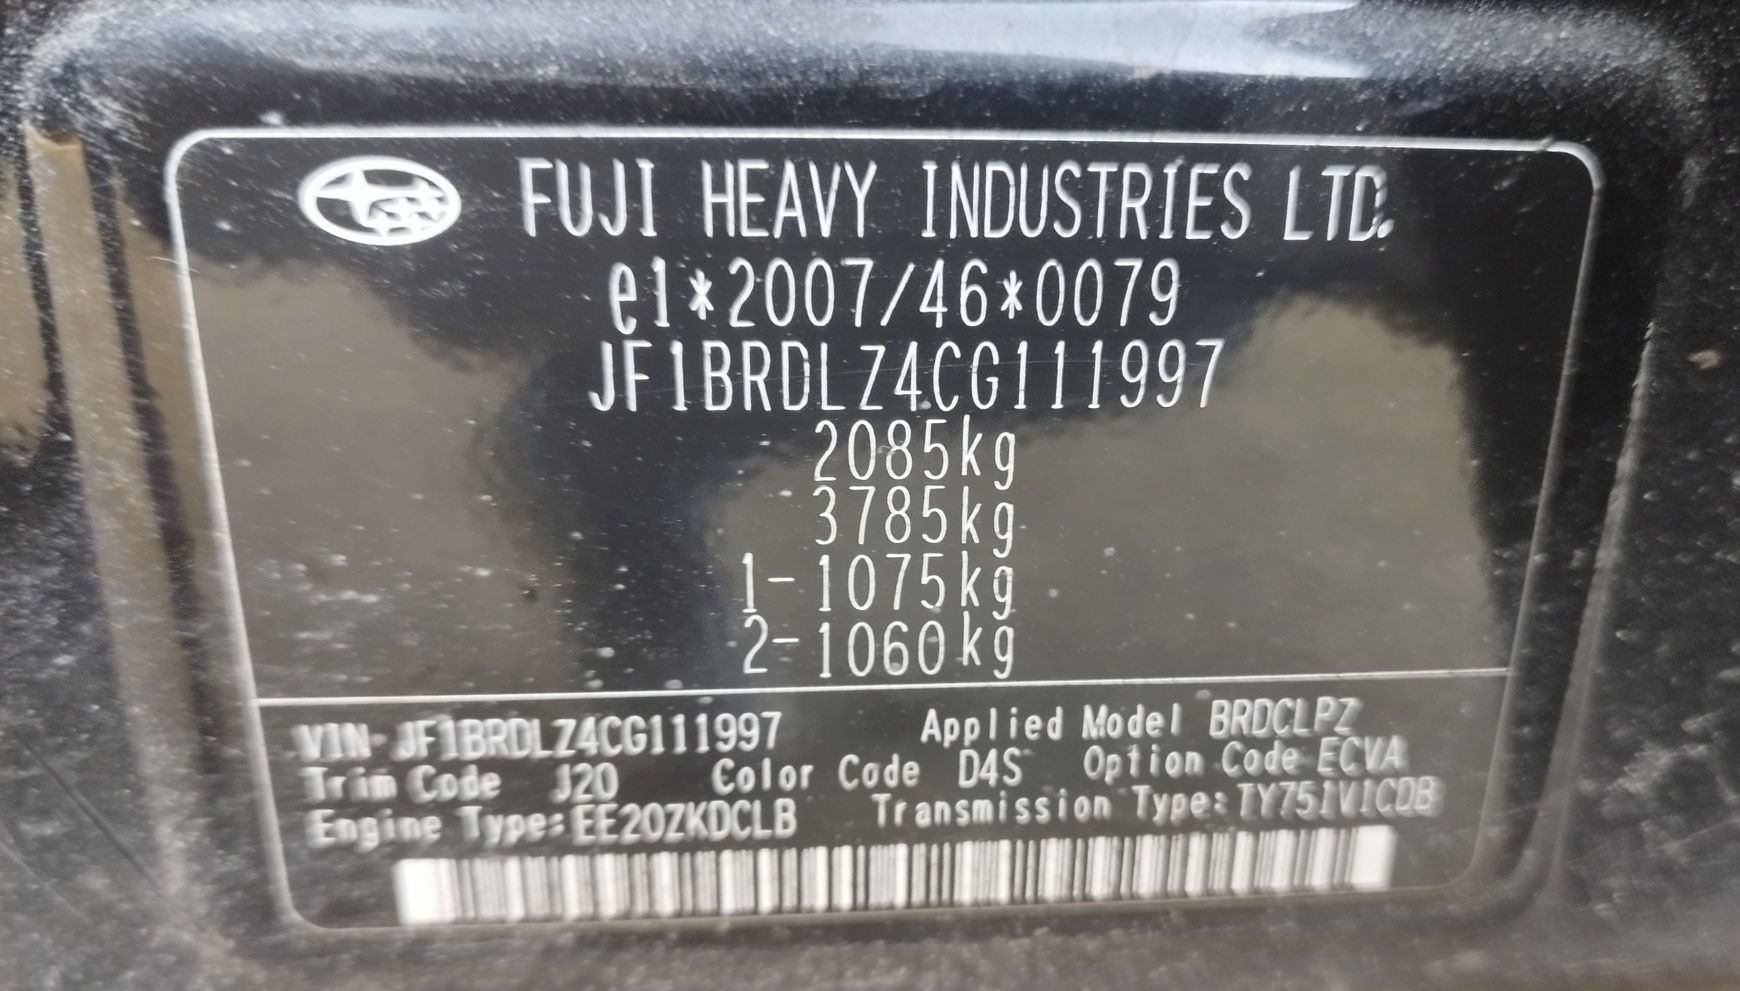 FUJI HEAVY INDUSTRIES LTD.
e1*2007/46*0079
JF1BRDLZ4CG111997
2085kg
3785kg
1-1075kg
2-1060kg
VIN-JF1BRDLZ4CG111997 Applied Model BRDCLPZ
Trim Code J20 Color Code D4S Option Code ECVA
Engine Type:EE20ZKDCLB Transmission Type:TY751V1CDB